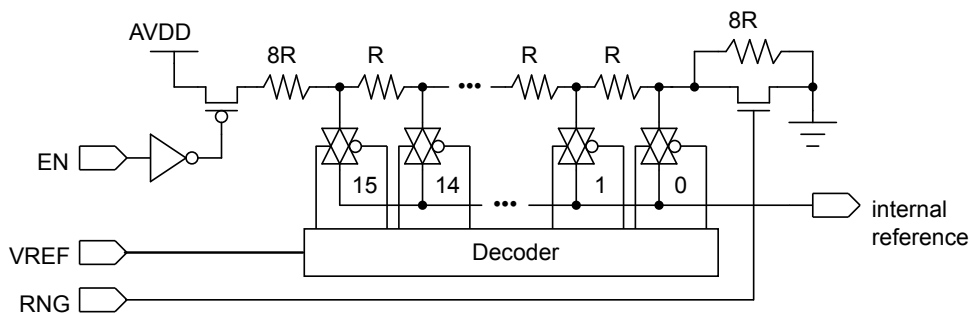 8R
AVDD
8R
R
•••
R
R
EN
15
14
1
0
•••
internal
reference
Decoder
VREF
RNG